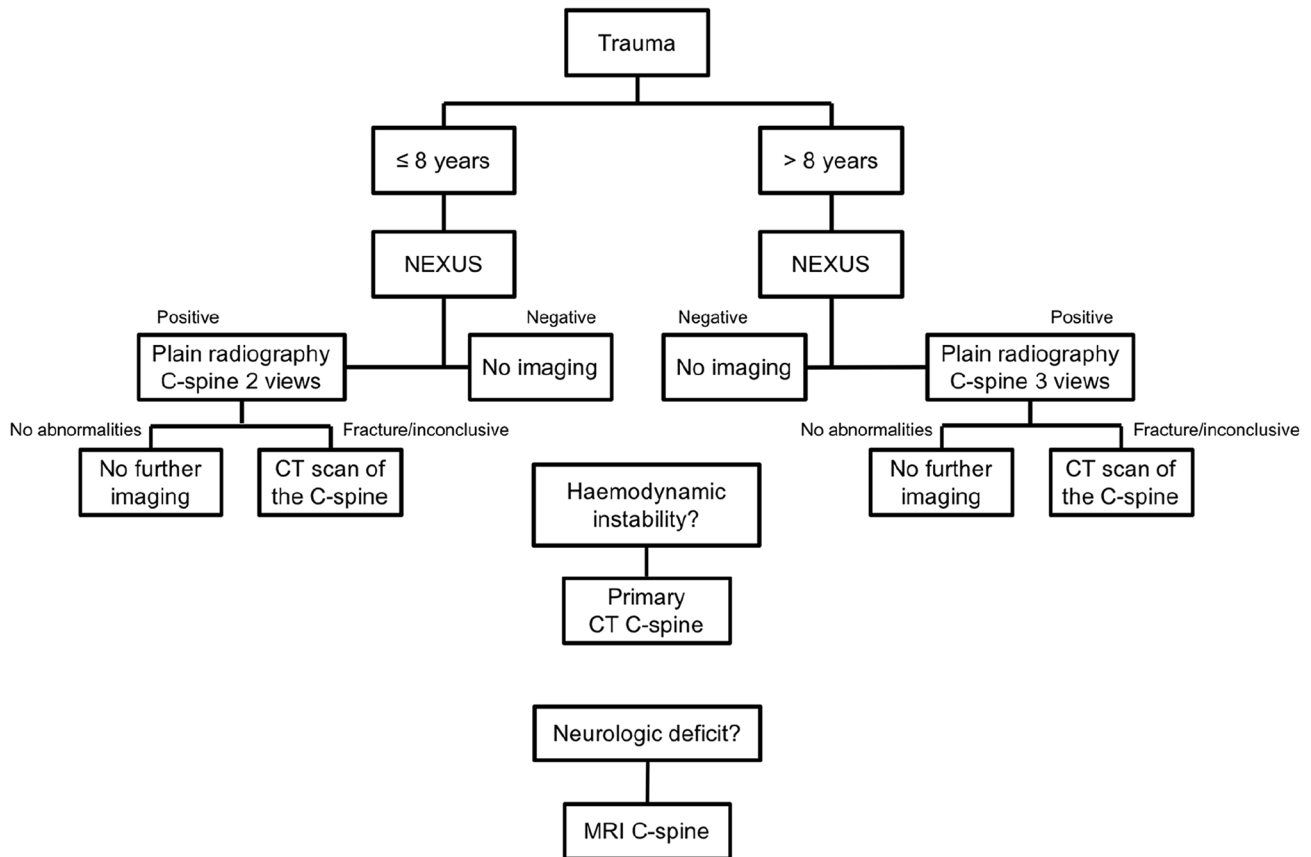 Trauma
≤ 8 years
> 8 years
NEXUS
NEXUS
Positive
Negative
Negative
Positive
Plain radiography
C-spine 2 views
No imaging
No imaging
Plain radiography
C-spine 3 views
No abnormalities
Fracture/inconclusive
No abnormalities
Fracture/inconclusive
No further
imaging
CT scan of
the C-spine
No further
imaging
CT scan of
the C-spine
Haemodynamic
instability?
Primary
CT C-spine
Neurologic deficit?
MRI C-spine